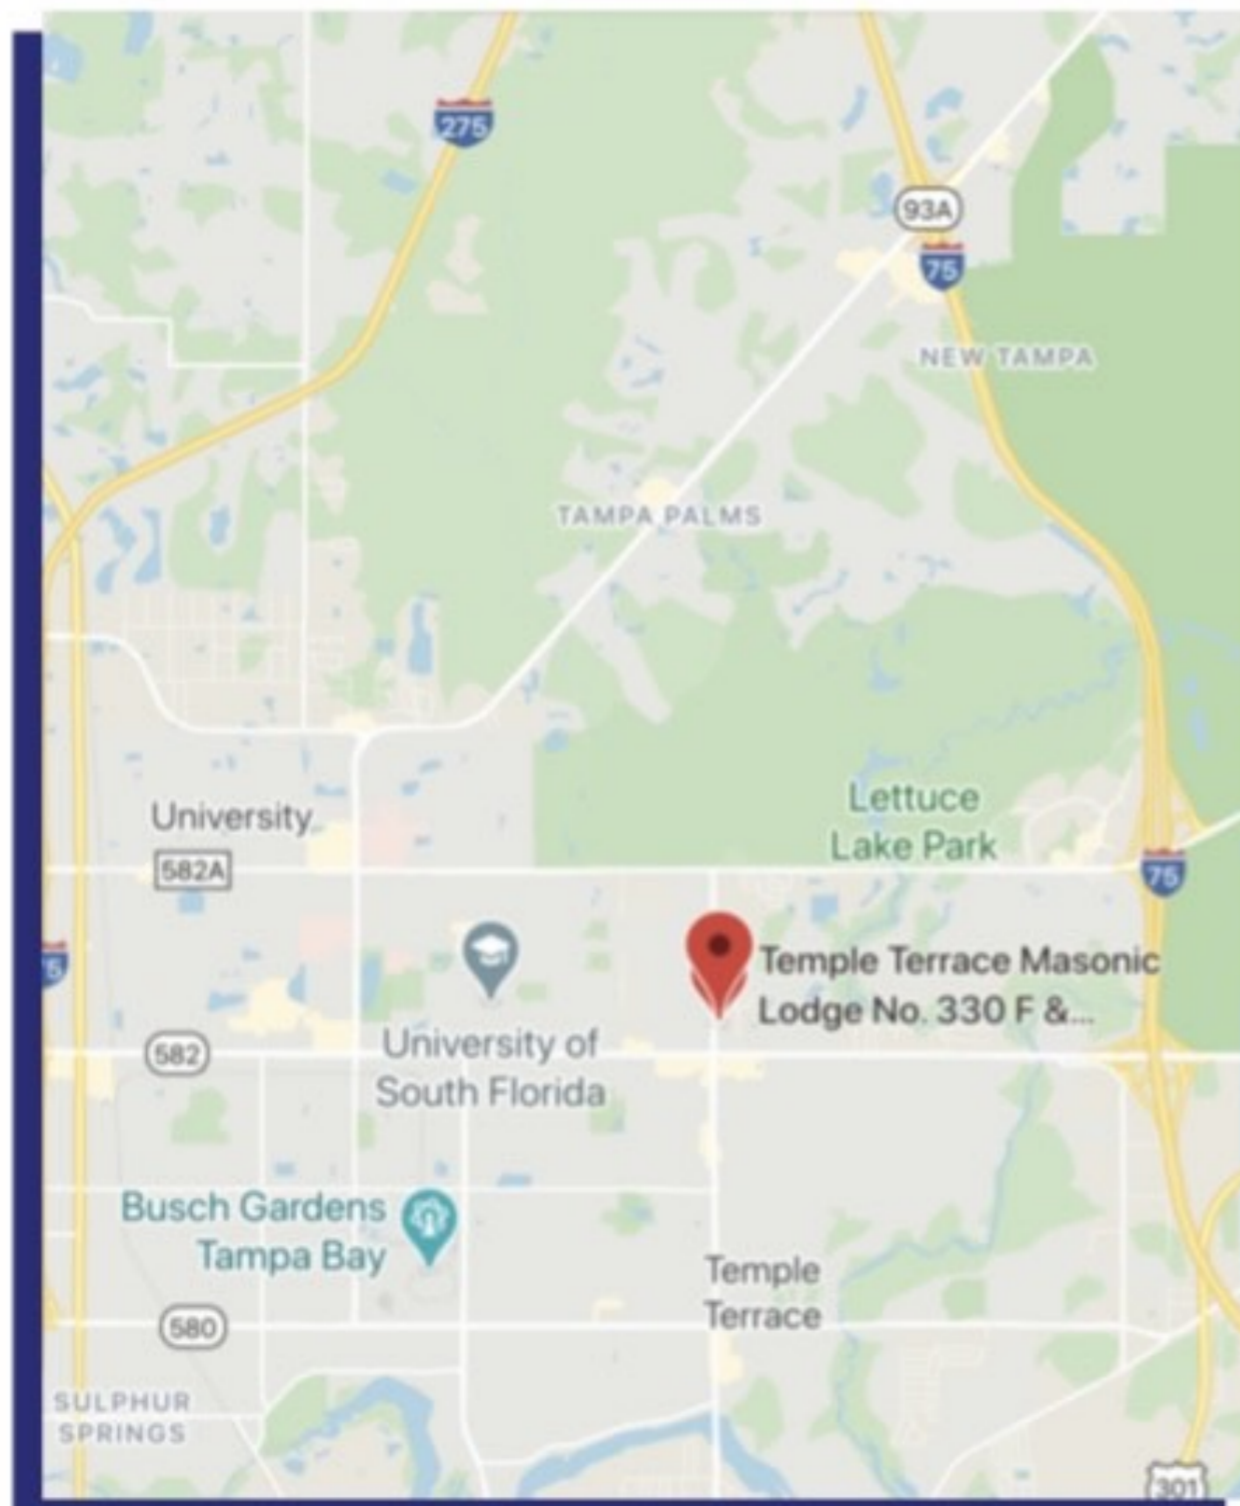 275
93A
75
NEW TAMPA
TAMPA PALMS
Lettuce
Lake Park
University
582A
75
Temple Terrace Masonic
Lodge No. 330 F &...
5
University of
South Florida
582
Busch Gardens
Tampa Bay
Temple
Terrace
580
SULPHUR
SPRINGS
301